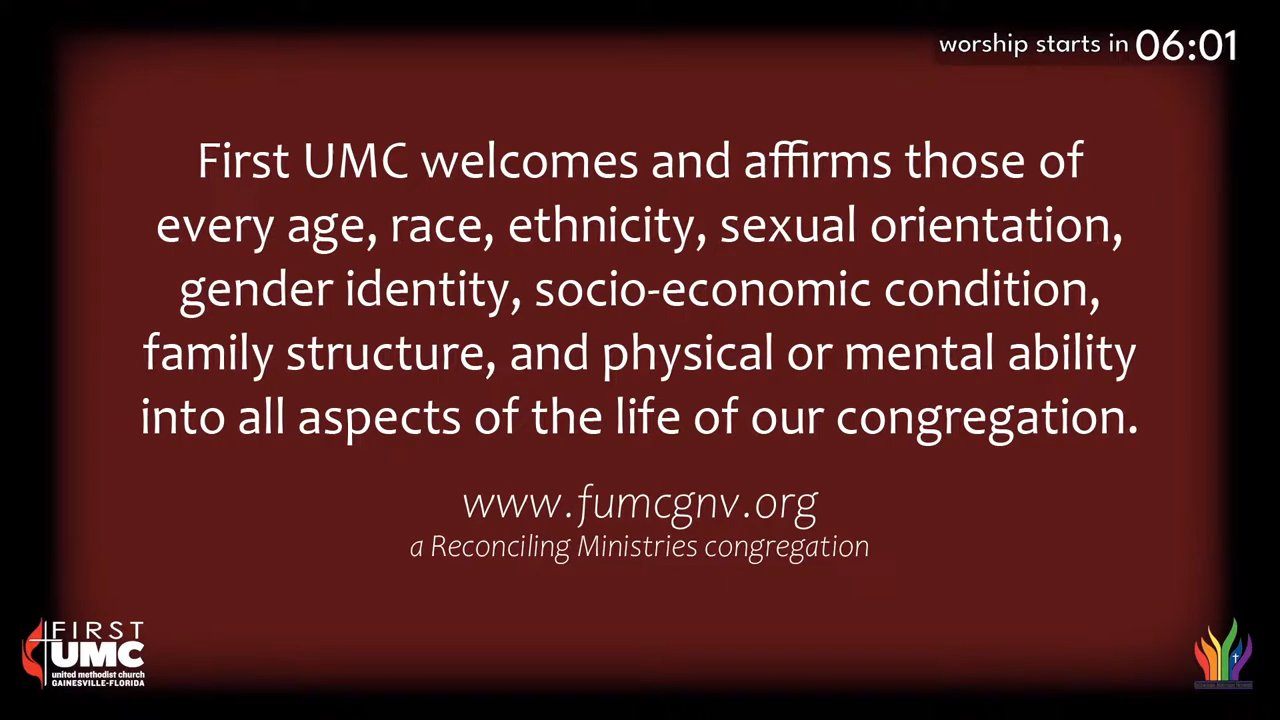 worship starts in 06:01
First UMC welcomes and affirms those of
every age, race, ethnicity, sexual orientation,
gender identity, socio-economic condition,
family structure, and physical or mental ability
into all aspects of the life of our congregation.
www.fumcgnv.org
a Reconciling Ministries congregation
FIRST
UMC
united methodist church
GAINESVILLE-FLORIDA